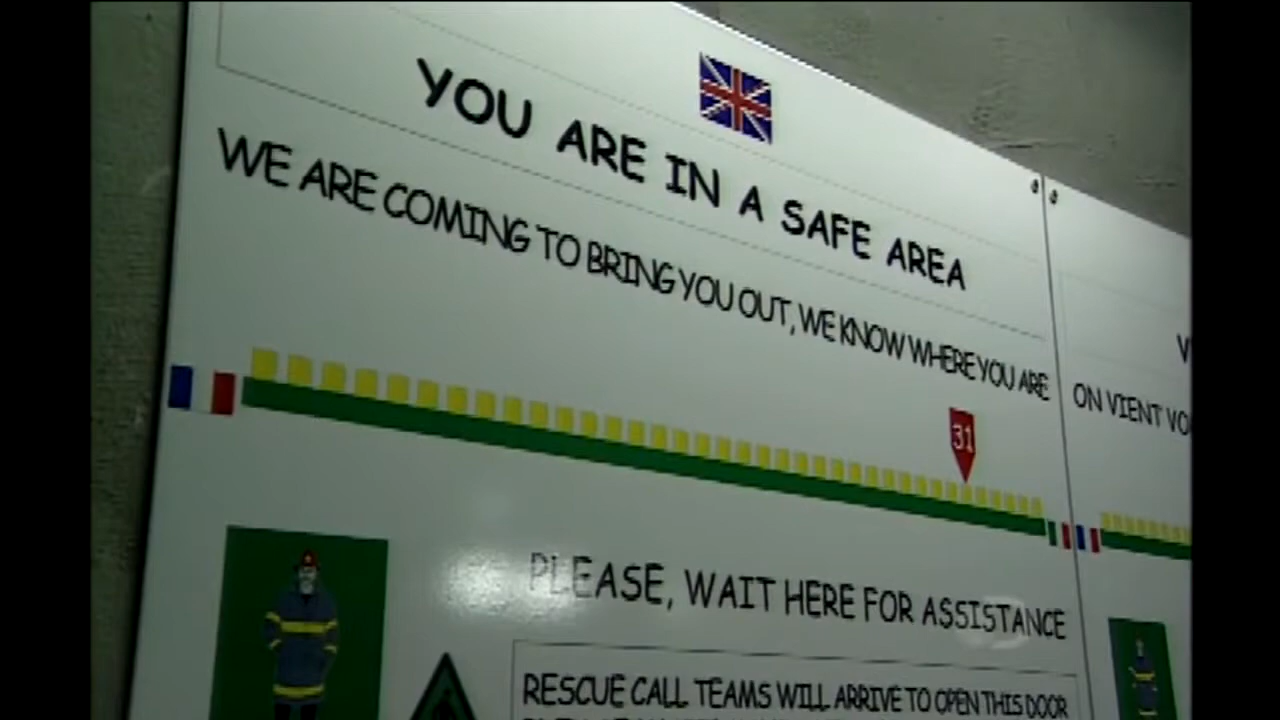 YOU ARE IN A SAFE AREA
WE ARE COMING TO BRING YOU OUT, WE KNOW WHERE YOU ARE
31
PLEASE, WAIT HERE FOR ASSISTANCE
RESCUE CALL TEAMS WILL ARRIVE TO OPEN THIS DOOR
ON VIENT